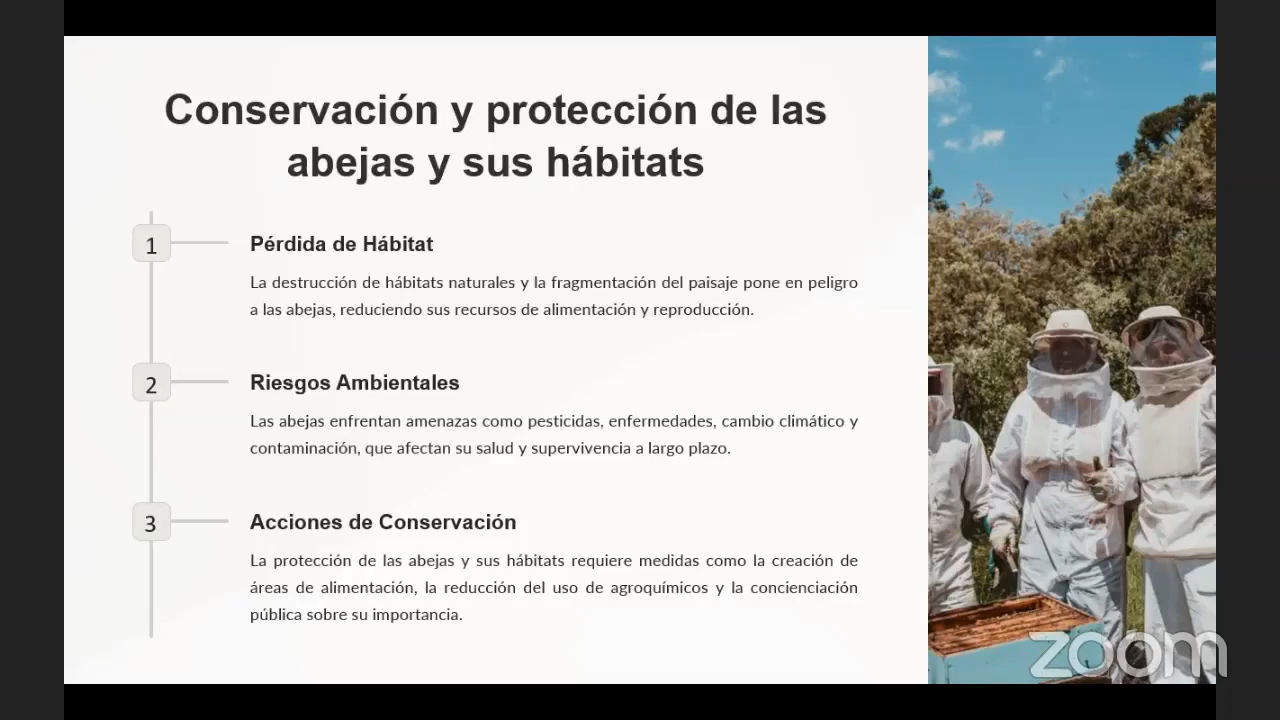 Conservación y protección de las
abejas y sus hábitats
1
Pérdida de Hábitat
La destrucción de hábitats naturales y la fragmentación del paisaje pone en peligro
a las abejas, reduciendo sus recursos de alimentación y reproducción.
2
Riesgos Ambientales
Las abejas enfrentan amenazas como pesticidas, enfermedades, cambio climático y
contaminación, que afectan su salud y supervivencia a largo plazo.
3
Acciones de Conservación
La protección de las abejas y sus hábitats requiere medidas como la creación de
áreas de alimentación, la reducción del uso de agroquímicos y la concienciación
pública sobre su importancia.
zoom